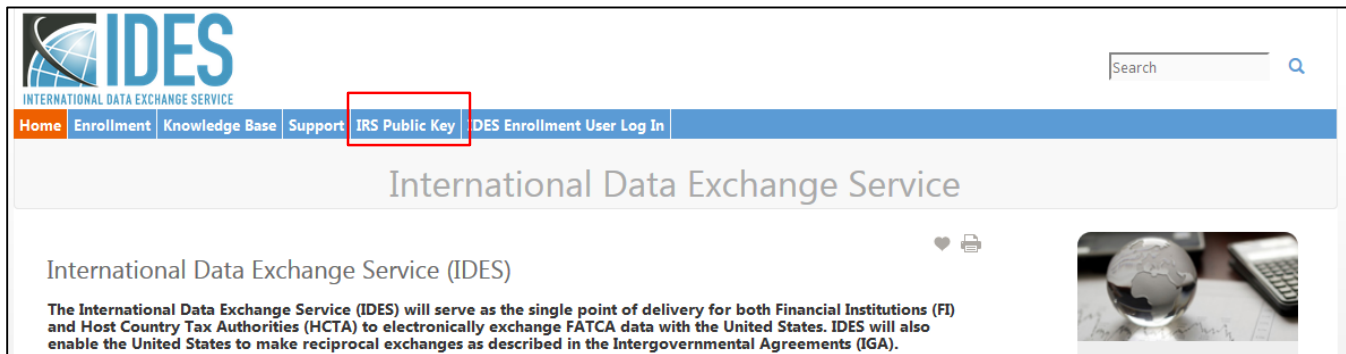 IDES
INTERNATIONAL DATA EXCHANGE SERVICE
Search
Home Enrollment Knowledge Base Support IRS Public Key IDES Enrollment User Log In
International Data Exchange Service
International Data Exchange Service (IDES)
The International Data Exchange Service (IDES) will serve as the single point of delivery for both Financial Institutions (FI)
and Host Country Tax Authorities (HCTA) to electronically exchange FATCA data with the United States. IDES will also
enable the United States to make reciprocal exchanges as described in the Intergovernmental Agreements (IGA).